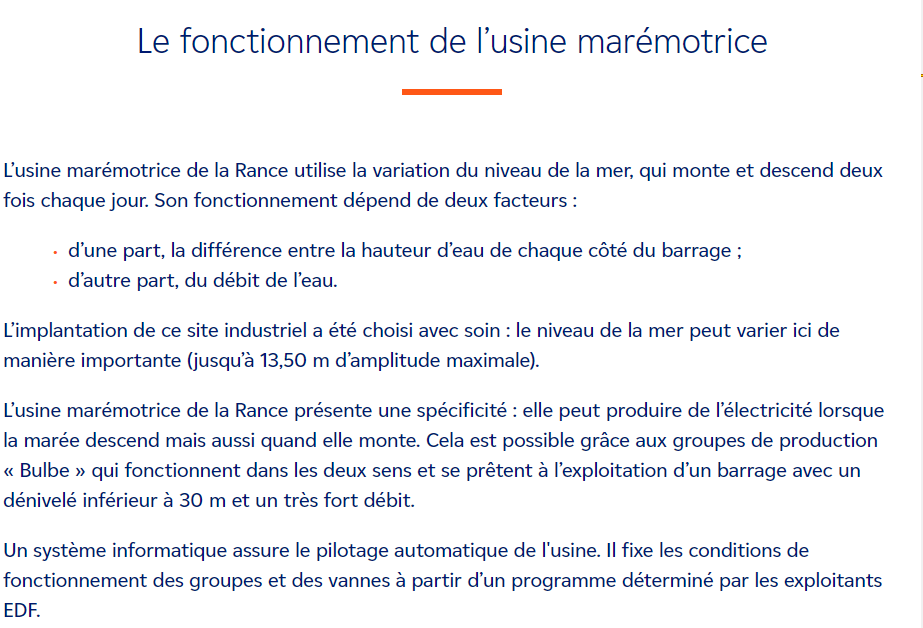 Le fonctionnement de l’usine marémotrice
L’usine marémotrice de la Rance utilise la variation du niveau de la mer, qui monte et descend deux
fois chaque jour. Son fonctionnement dépend de deux facteurs :
· d’une part, la différence entre la hauteur d’eau de chaque côté du barrage ;
· d’autre part, du débit de l’eau.
L’implantation de ce site industriel a été choisi avec soin : le niveau de la mer peut varier ici de
manière importante (jusqu’à 13,50 m d’amplitude maximale).
L’usine marémotrice de la Rance présente une spécificité : elle peut produire de l’électricité lorsque
la marée descend mais aussi quand elle monte. Cela est possible grâce aux groupes de production
« Bulbe » qui fonctionnent dans les deux sens et se prêtent à l’exploitation d’un barrage avec un
dénivelé inférieur à 30 m et un très fort débit.
Un système informatique assure le pilotage automatique de l'usine. Il fixe les conditions de
fonctionnement des groupes et des vannes à partir d’un programme déterminé par les exploitants
EDF.